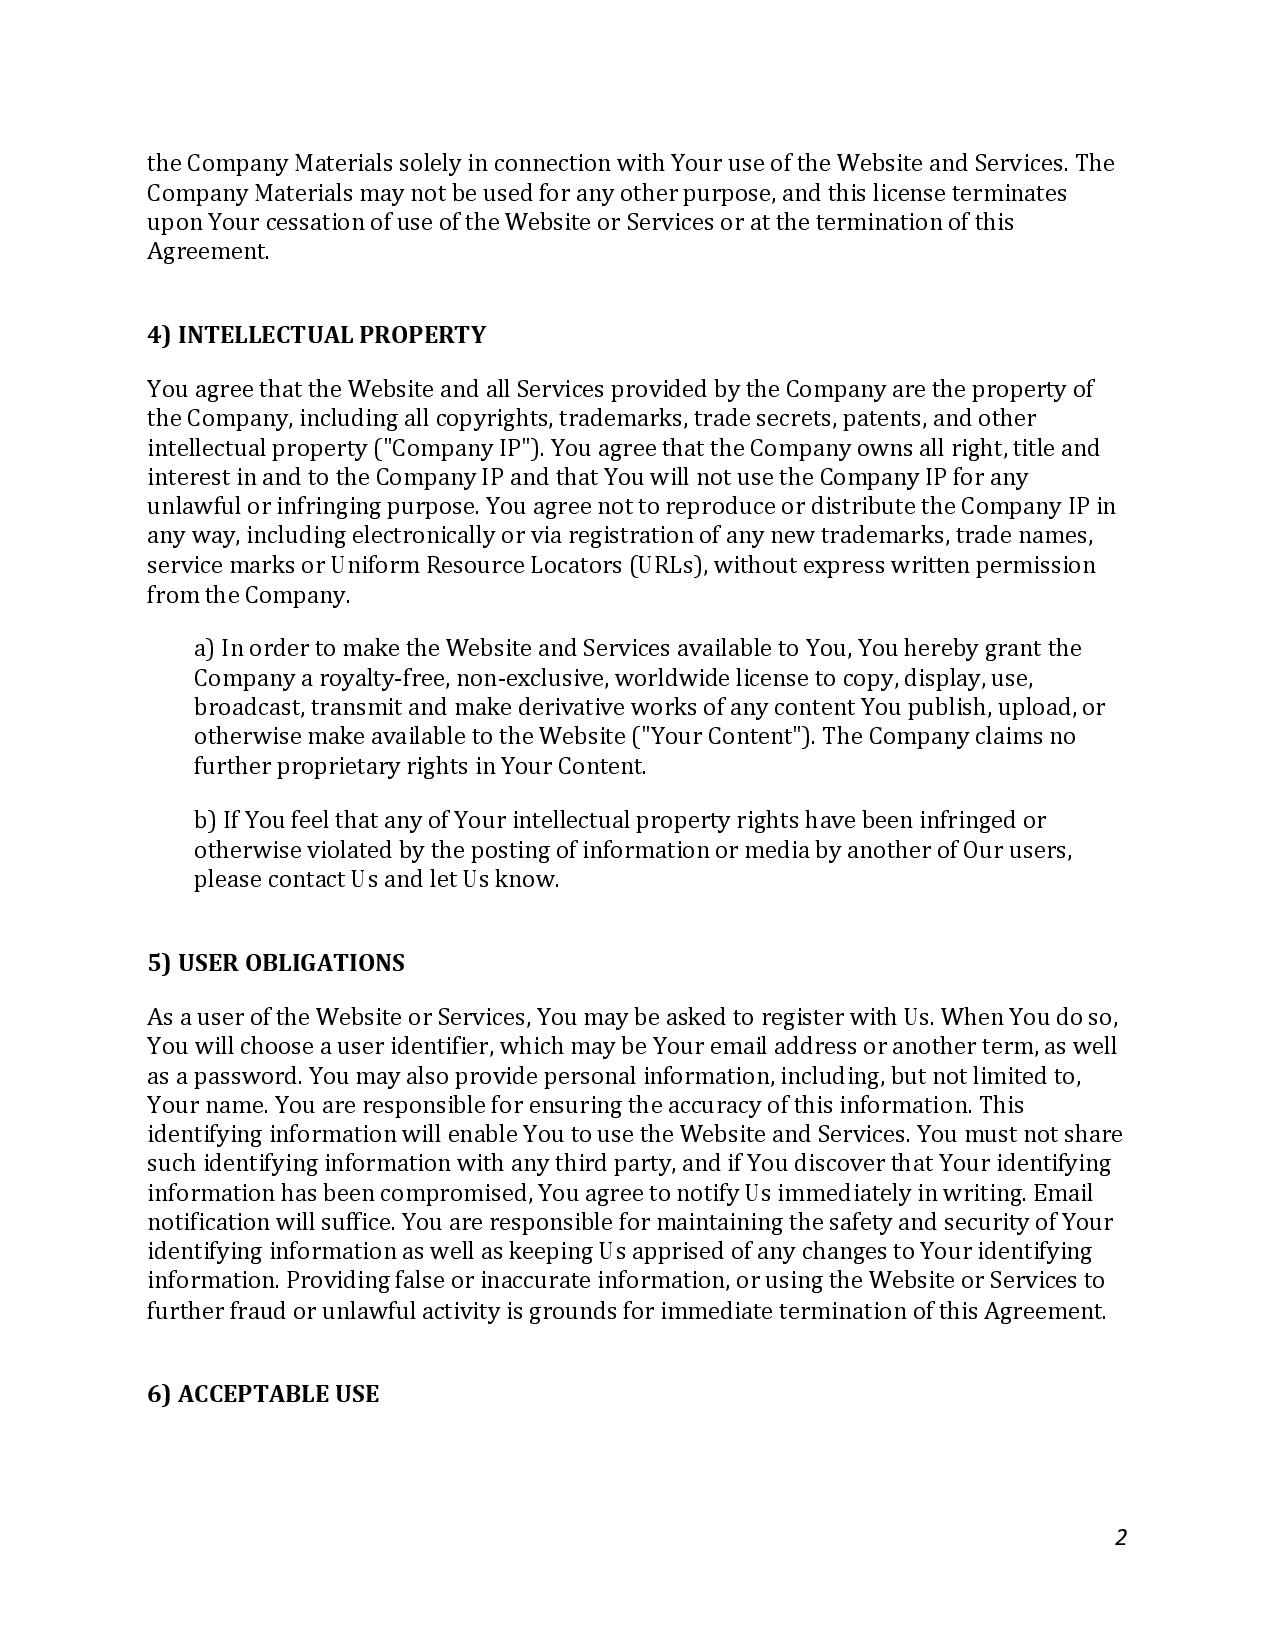 the Company Materials solely in connection with Your use of the Website and Services. The
Company Materials may not be used for any other purpose, and this license terminates
upon Your cessation of use of the Website or Services or at the termination of this
Agreement.
4) INTELLECTUAL PROPERTY
You agree that the Website and all Services provided by the Company are the property of
the Company, including all copyrights, trademarks, trade secrets, patents, and other
intellectual property ("Company IP"). You agree that the Company owns all right, title and
interest in and to the Company IP and that You will not use the Company IP for any
unlawful or infringing purpose. You agree not to reproduce or distribute the Company IP in
any way, including electronically or via registration of any new trademarks, trade names,
service marks or Uniform Resource Locators (URLs), without express written permission
from the Company.
a) In order to make the Website and Services available to You, You hereby grant the
Company a royalty-free, non-exclusive, worldwide license to copy, display, use,
broadcast, transmit and make derivative works of any content You publish, upload, or
otherwise make available to the Website ("Your Content"). The Company claims no
further proprietary rights in Your Content.
b) If You feel that any of Your intellectual property rights have been infringed or
otherwise violated by the posting of information or media by another of Our users,
please contact Us and let Us know.
5) USER OBLIGATIONS
As a user of the Website or Services, You may be asked to register with Us. When You do so,
You will choose a user identifier, which may be Your email address or another term, as well
as a password. You may also provide personal information, including, but not limited to,
Your name. You are responsible for ensuring the accuracy of this information. This
identifying information will enable You to use the Website and Services. You must not share
such identifying information with any third party, and if You discover that Your identifying
information has been compromised, You agree to notify Us immediately in writing. Email
notification will suffice. You are responsible for maintaining the safety and security of Your
identifying information as well as keeping Us apprised of any changes to Your identifying
information. Providing false or inaccurate information, or using the Website or Services to
further fraud or unlawful activity is grounds for immediate termination of this Agreement.
6) ACCEPTABLE USE
2